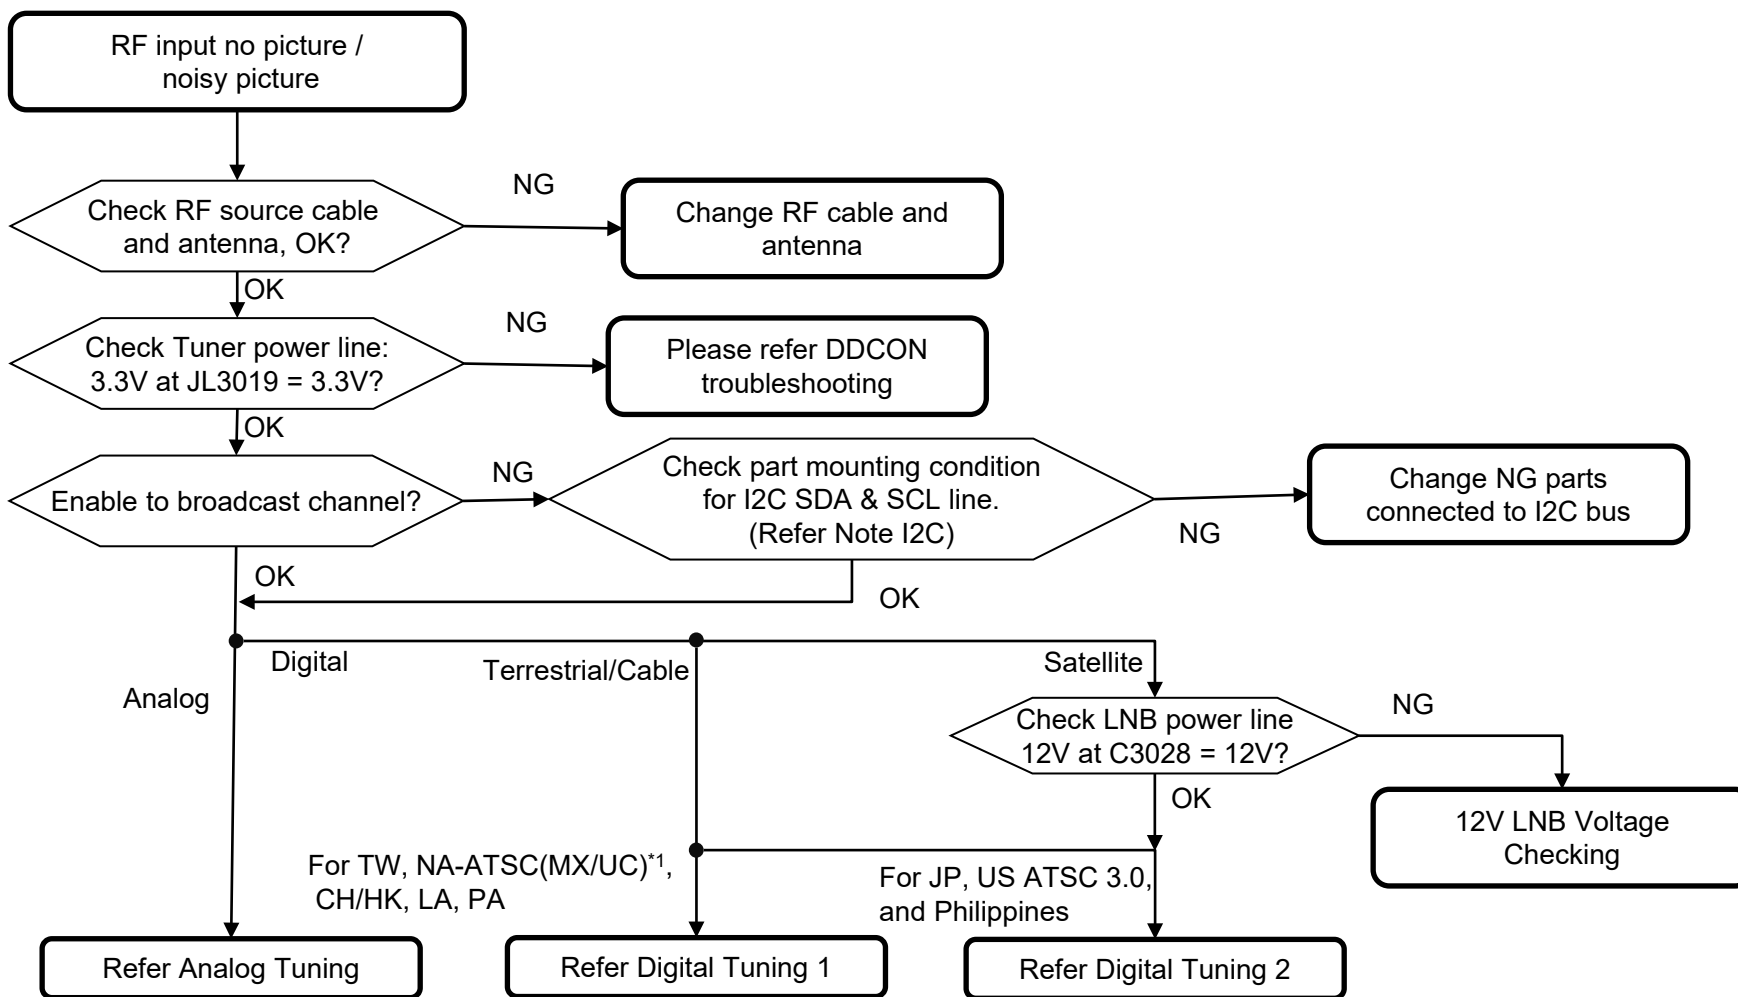 RF input no picture /
noisy picture
Check RF source cable
and antenna, OK?
NG
Change RF cable and
antenna
OK
Check Tuner power line:
3.3V at JL3019 = 3.3V?
NG
Please refer DDCON
troubleshooting
OK
Enable to broadcast channel?
NG
Check part mounting condition
for I2C SDA & SCL line.
(Refer Note I2C)
NG
Change NG parts
connected to I2C bus
OK
OK
Digital
Analog
Terrestrial/Cable
Satellite
Check LNB power line
12V at C3028 = 12V?
NG
OK
12V LNB Voltage
Checking
For TW, NA-ATSC(MX/UC)*1,
CH/HK, LA, PA
For JP, US ATSC 3.0,
and Philippines
Refer Analog Tuning
Refer Digital Tuning 1
Refer Digital Tuning 2